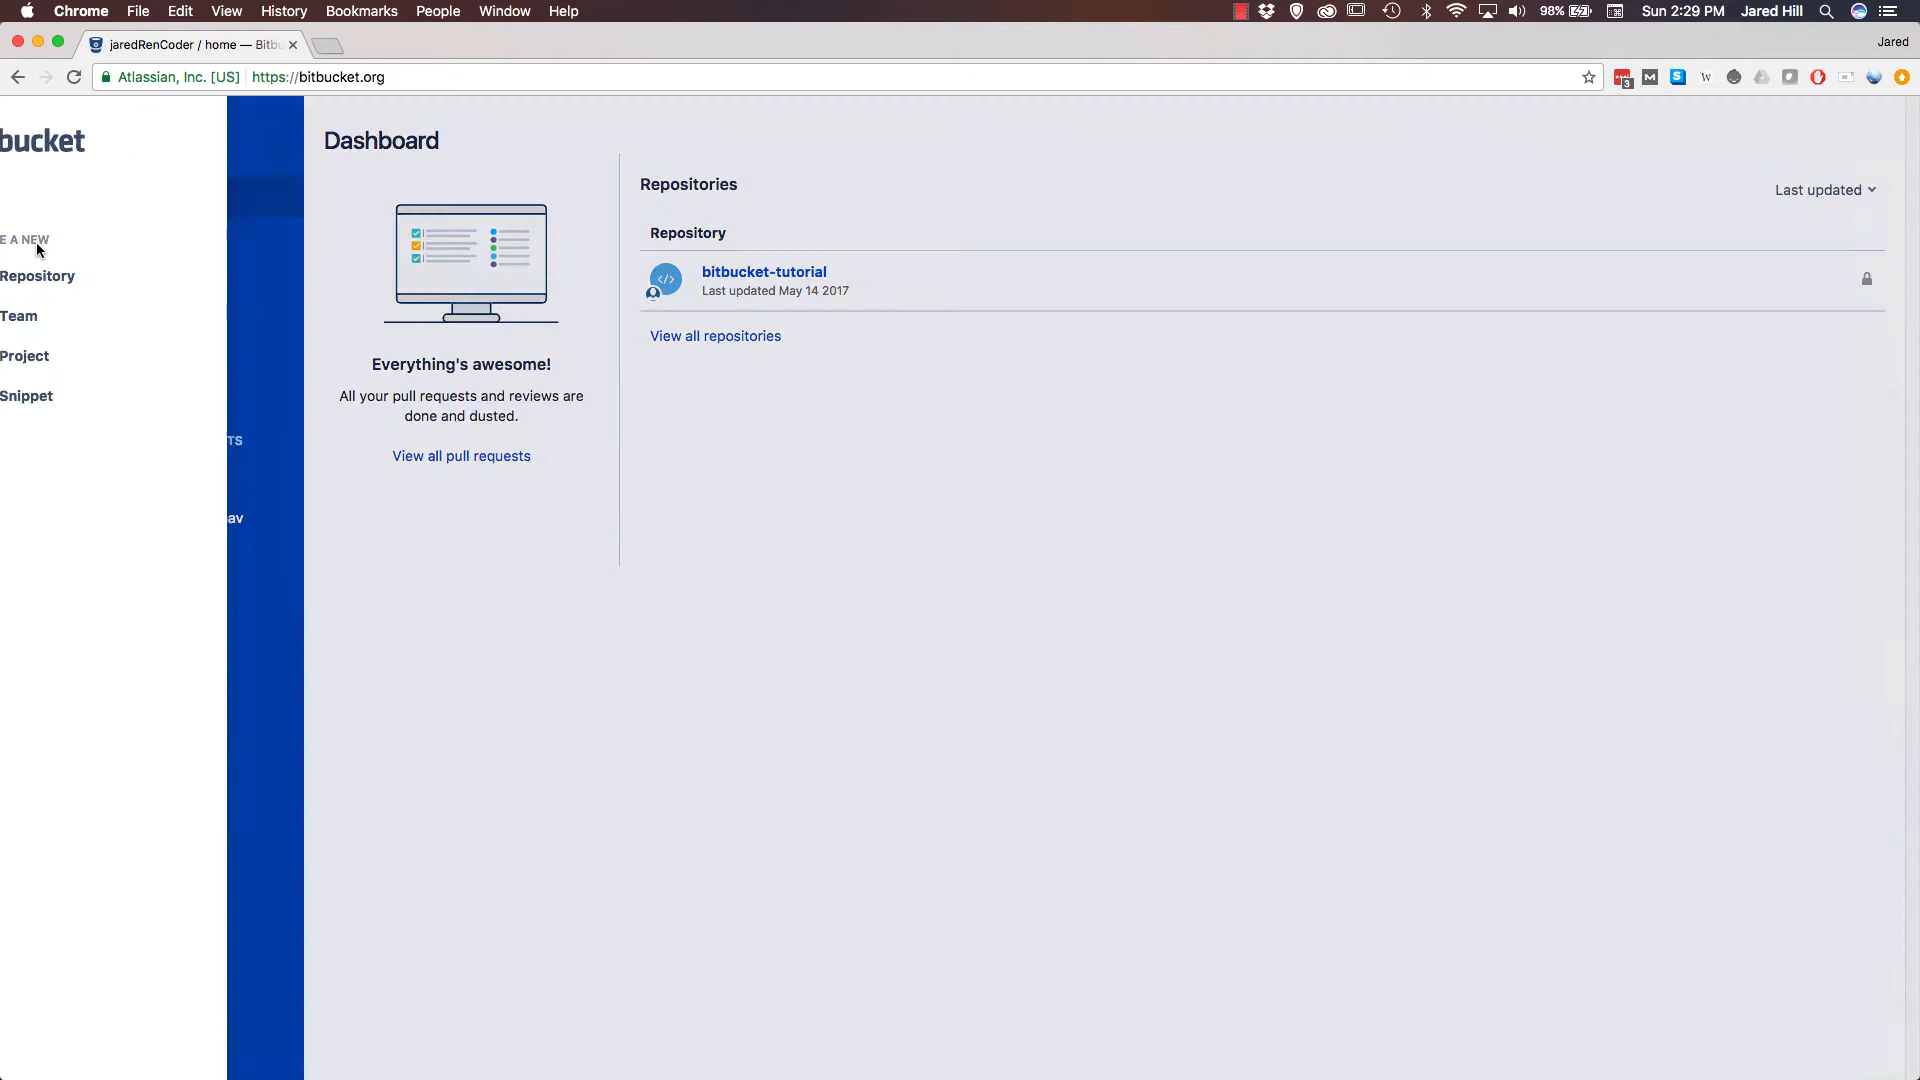 Chrome File Edit View History Bookmarks People Window Help 98% Sun 2:29 PM Jared Hill
jaredRenCoder / home — Bitbu Jared
Atlassian, Inc. [US] https://bitbucket.org
bucket
E A NEW
Repository
Team
Project
Snippet
TS
av
Dashboard
Everything's awesome!
All your pull requests and reviews are
done and dusted.
View all pull requests
Repositories
Last updated
Repository
bitbucket-tutorial
Last updated May 14 2017
View all repositories